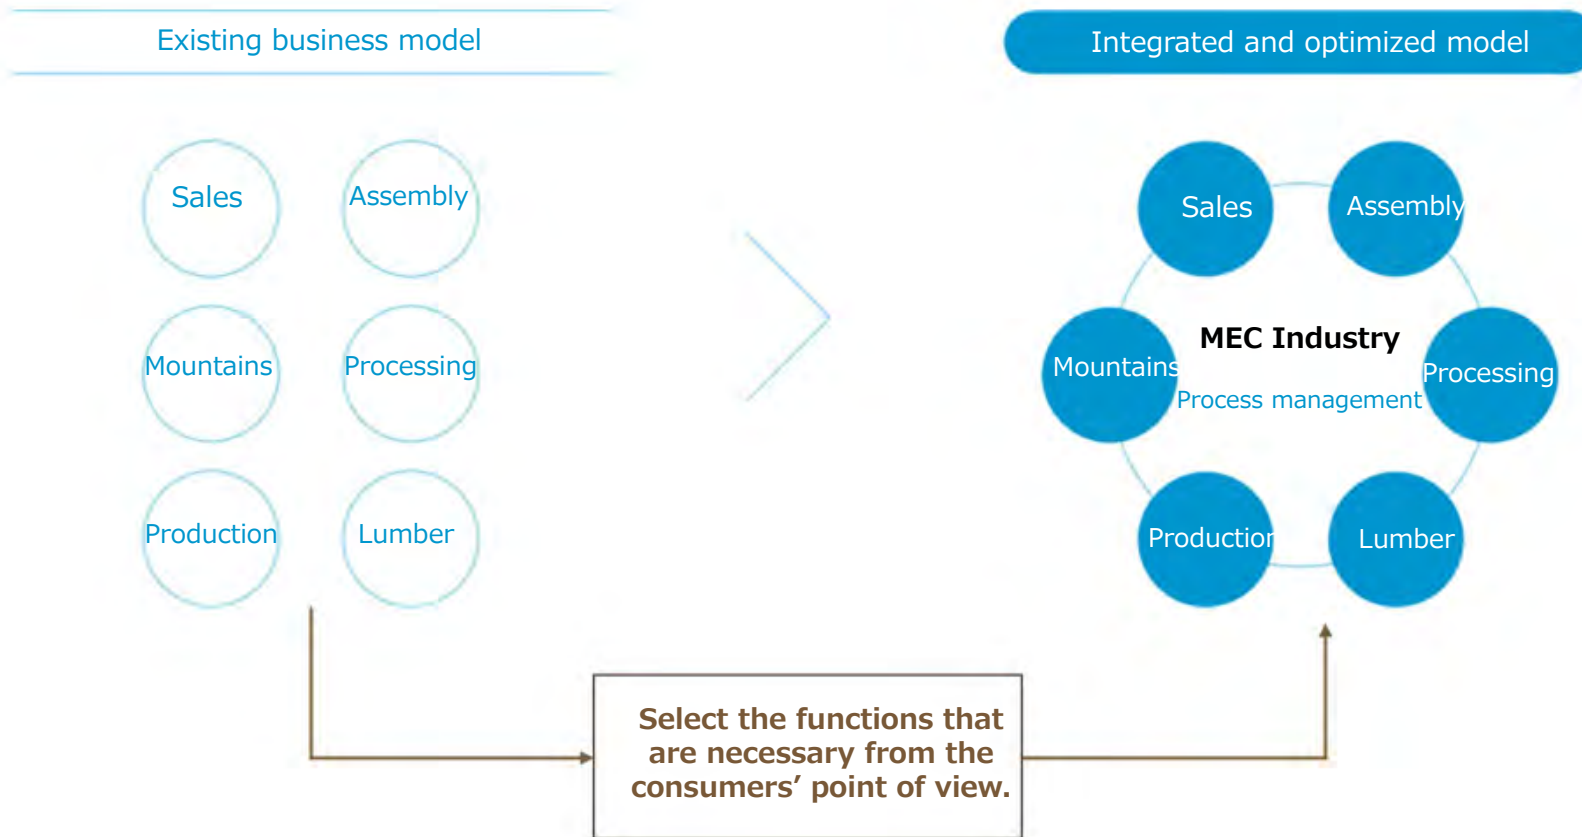 Existing business model
Sales
Assembly
Mountains
Processing
Production
Lumber
Integrated and optimized model
Sales
Assembly
MEC Industry
Mountains
Processing
Process management
Production
Lumber
Select the functions that
are necessary from the
consumers’ point of view.